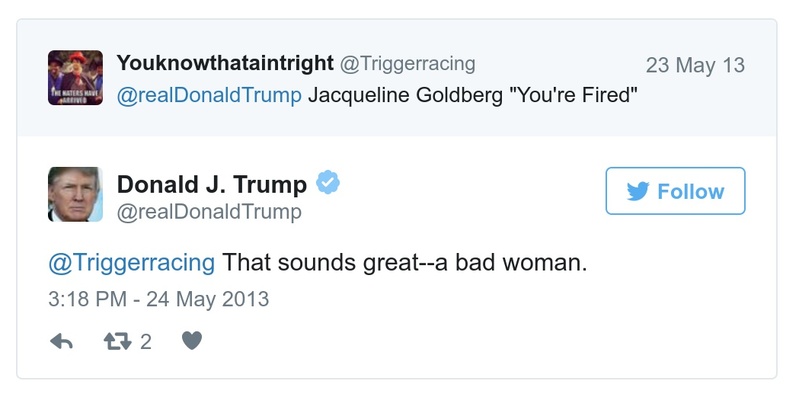 Youknowthataintright @Triggerracing 23 May 13
@realDonaldTrump Jacqueline Goldberg "You're Fired"
THE HATERS HAVE
ARRIVED
Donald J. Trump
@realDonaldTrump
Follow
@Triggerracing That sounds great--a bad woman.
3:18 PM - 24 May 2013
2